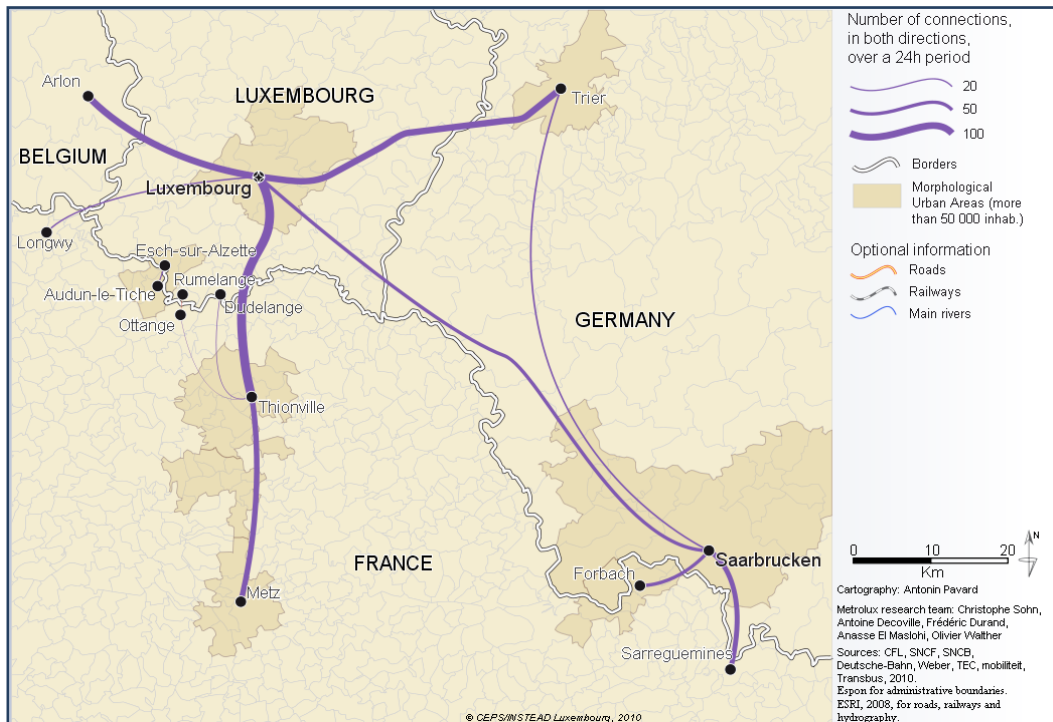 Arlon
LUXEMBOURG
Trier
BELGIUM
Luxembourg
Longwy
Esch-sur-Alzette
Rumelange
Audun-le-Tiche
Dudelange
Ottange
GERMANY
Thionville
FRANCE
Metz
Forbach
Saarbrucken
Sarreguemines
© CEPS/INSTEAD Luxembourg, 2010
Number of connections,
in both directions,
over a 24h period
20
50
100
Borders
Morphological
Urban Areas (more
than 50 000 inhab.)
Optional information
Roads
Railways
Main rivers
N
0 10 20
Km
Cartography: Antonin Pavard
Metrolux research team: Christophe Sohn,
Antoine Decoville, Frédéric Durand,
Anasse El Maslohi, Olivier Walther
Sources: CFL, SNCF, SNCB,
Deutsche-Bahn, Weber, TEC, mobiliteit,
Transbus, 2010.
Espon for administrative boundaries.
ESRI, 2008, for roads, railways and
hydrography.